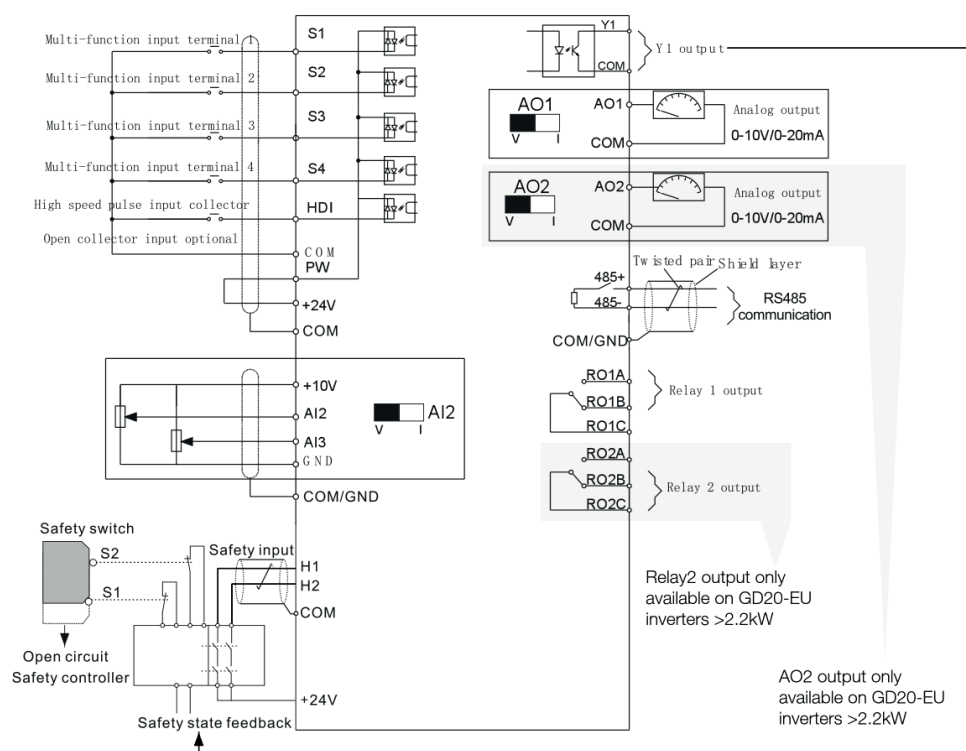 Multi-function input terminal 1
S1
Multi-function input terminal 2
S2
Multi-function input terminal 3
S3
Multi-function input terminal 4
S4
High speed pulse input collector
HDI
Open collector input optional
COM
PW
+24V
COM
Y1
COM
Y1 output
AO1
V I
AO1
COM
Analog output
0-10V/0-20mA
AO2
V I
AO2
COM
Analog output
0-10V/0-20mA
Twisted pair
Shield layer
485+
485-
RS485
communication
COM/GND
+10V
AI2
AI3
GND
AI2
V I
COM/GND
RO1A
RO1B
RO1C
Relay 1 output
RO2A
RO2B
RO2C
Relay 2 output
Safety switch
S2
S1
Safety input
H1
H2
COM
Open circuit
Safety controller
+24V
Safety state feedback
Relay2 output only
available on GD20-EU
inverters >2.2kW
AO2 output only
available on GD20-EU
inverters >2.2kW